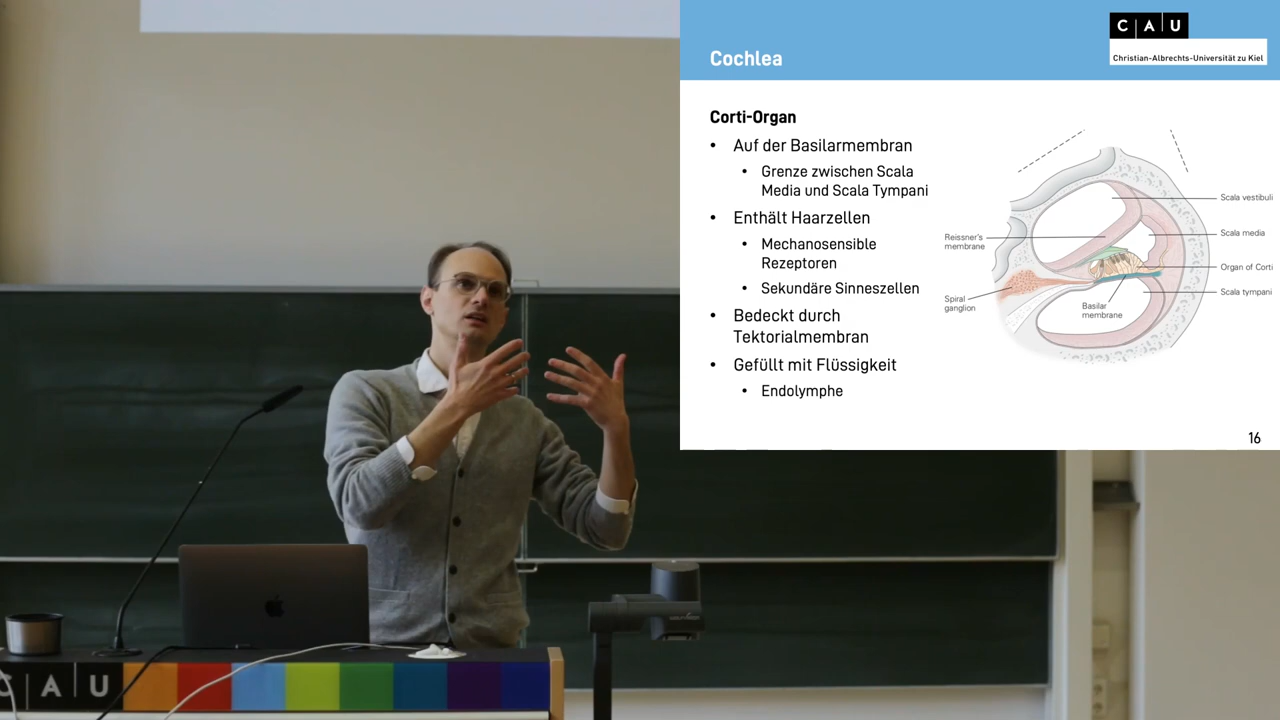 Cochlea
C A U
Christian-Albrechts-Universität zu Kiel
Corti-Organ
• Auf der Basilarmembran
• Grenze zwischen Scala
Media und Scala Tympani
• Enthält Haarzellen
• Mechanosensible
Rezeptoren
• Sekundäre Sinneszellen
• Bedeckt durch
Tektorialmembran
• Gefüllt mit Flüssigkeit
• Endolymphe
Scala vestibuli
Scala media
Reissner's
membrane
Organ of Corti
Scala tympani
Spiral
ganglion
Basilar
membrane
16
C A U